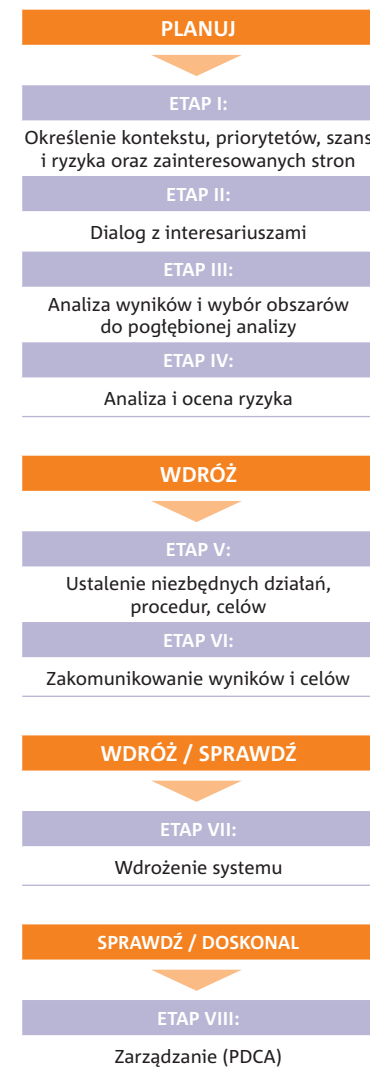 PLANUJ
ETAP I:
Określenie kontekstu, priorytetów, szans
i ryzyka oraz zainteresowanych stron
ETAP II:
Dialog z interesariuszami
ETAP III:
Analiza wyników i wybór obszarów
do pogłębionej analizy
ETAP IV:
Analiza i ocena ryzyka
WDRÓŻ
ETAP V:
Ustalenie niezbędnych działań,
procedur, celów
ETAP VI:
Zakomunikowanie wyników i celów
WDRÓŻ / SPRAWDŹ
ETAP VII:
Wdrożenie systemu
SPRAWDŹ / DOSKONAL
ETAP VIII:
Zarządzanie (PDCA)